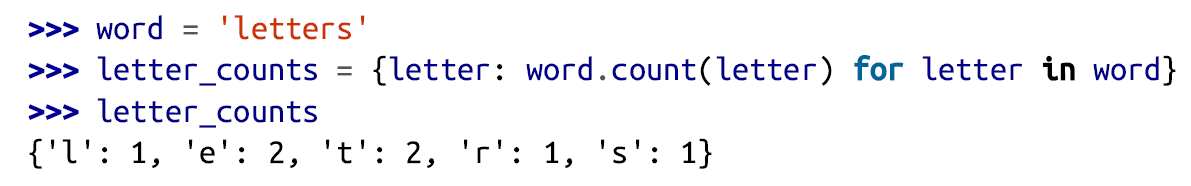 >>> word = 'letters'
>>> letter_counts = {letter: word.count(letter) for letter in word}
>>> letter_counts
{'l': 1, 'e': 2, 't': 2, 'r': 1, 's': 1}